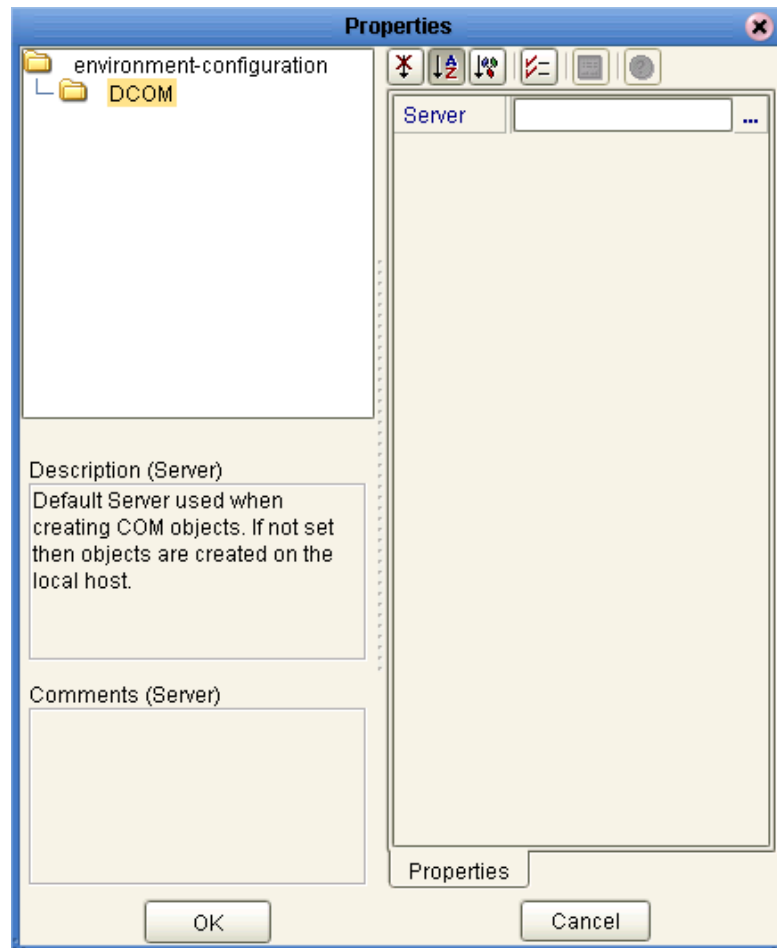 Properties
environment-configuration
DCOM
Server
...
Description (Server)
Default Server used when
creating COM objects. If not set
then objects are created on the
local host.
Comments (Server)
Properties
OK
Cancel